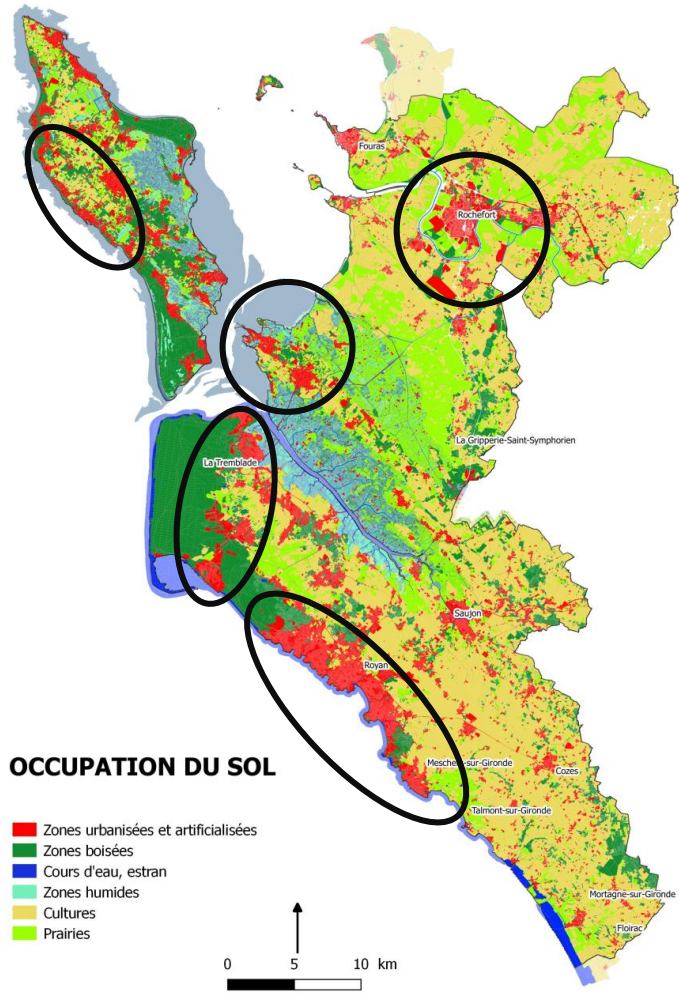 Fouras
Rochefort
La Gripperie-Saint-Symphorien
La Tremblade
Saujon
Royan
Meschers-sur-Gironde
Cozes
Talmont-sur-Gironde
Mortagne-sur-Gironde
Floirac
OCCUPATION DU SOL
Zones urbanisées et artificialisées
Zones boisées
Cours d'eau, estran
Zones humides
Cultures
Prairies
0 5 10 km